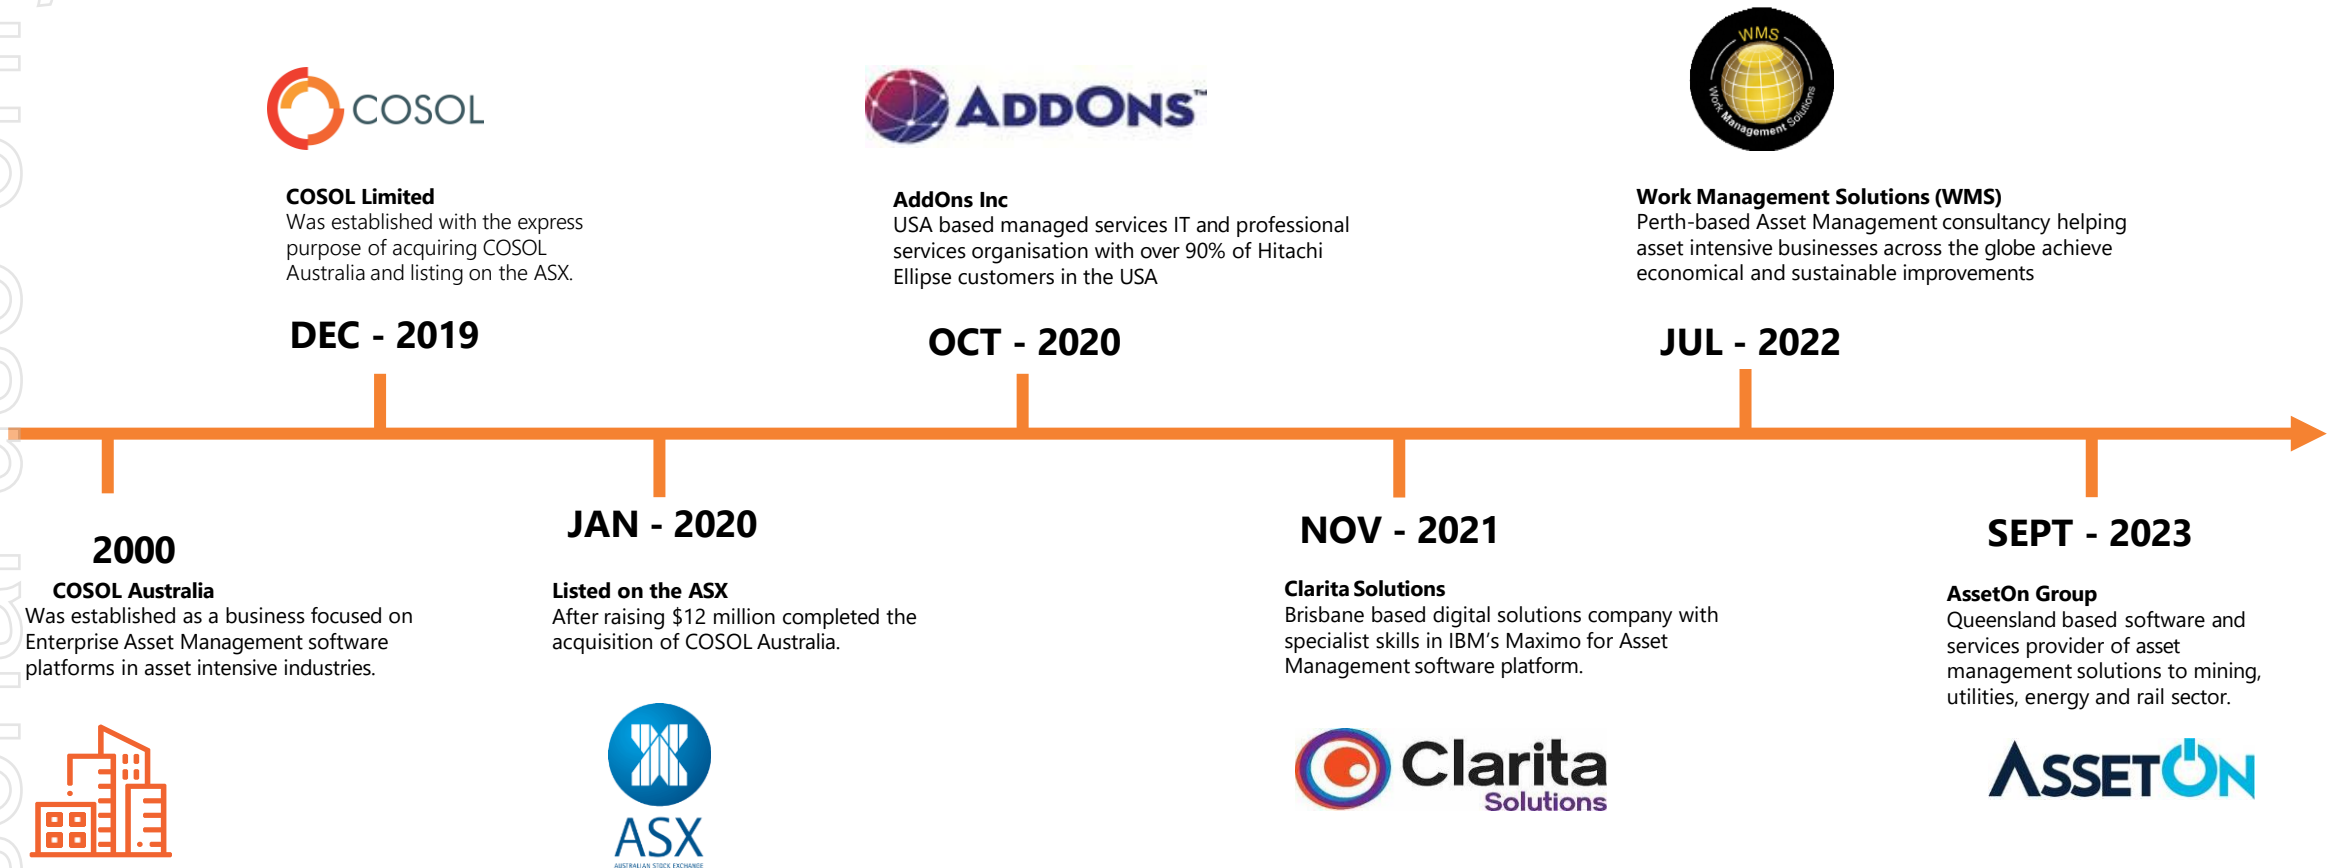 COSOL
COSOL Limited
Was established with the express
purpose of acquiring COSOL
Australia and listing on the ASX.
DEC - 2019
ADDONS™
AddOns Inc
USA based managed services IT and professional
services organisation with over 90% of Hitachi
Ellipse customers in the USA
OCT - 2020
WMS
Work Management Solutions
Work Management Solutions (WMS)
Perth-based Asset Management consultancy helping
asset intensive businesses across the globe achieve
economical and sustainable improvements
JUL - 2022
2000
COSOL Australia
Was established as a business focused on
Enterprise Asset Management software
platforms in asset intensive industries.
JAN - 2020
Listed on the ASX
After raising $12 million completed the
acquisition of COSOL Australia.
ASX
AUSTRALIAN STOCK EXCHANGE
NOV - 2021
Clarita Solutions
Brisbane based digital solutions company with
specialist skills in IBM’s Maximo for Asset
Management software platform.
Clarita
Solutions
SEPT - 2023
AssetOn Group
Queensland based software and
services provider of asset
management solutions to mining,
utilities, energy and rail sector.
ASSETON